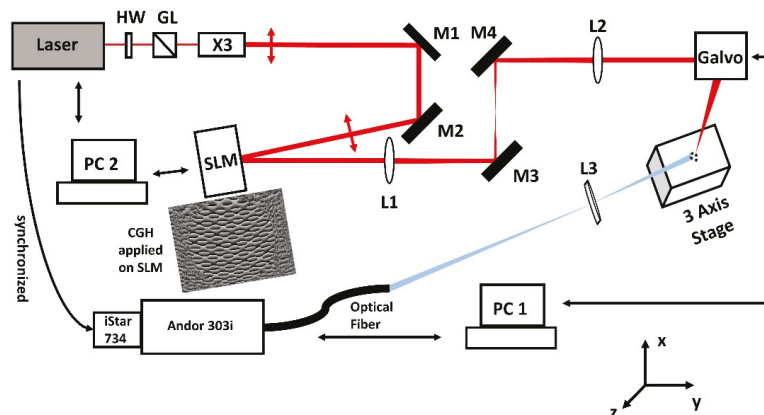 HW
GL
Laser
X3
M1
M4
L2
Galvo
M2
PC 2
SLM
L1
M3
L3
3 Axis
Stage
CGH
applied
on SLM
synchronized
iStar
734
Andor 303i
Optical
Fiber
PC 1
x
y
z